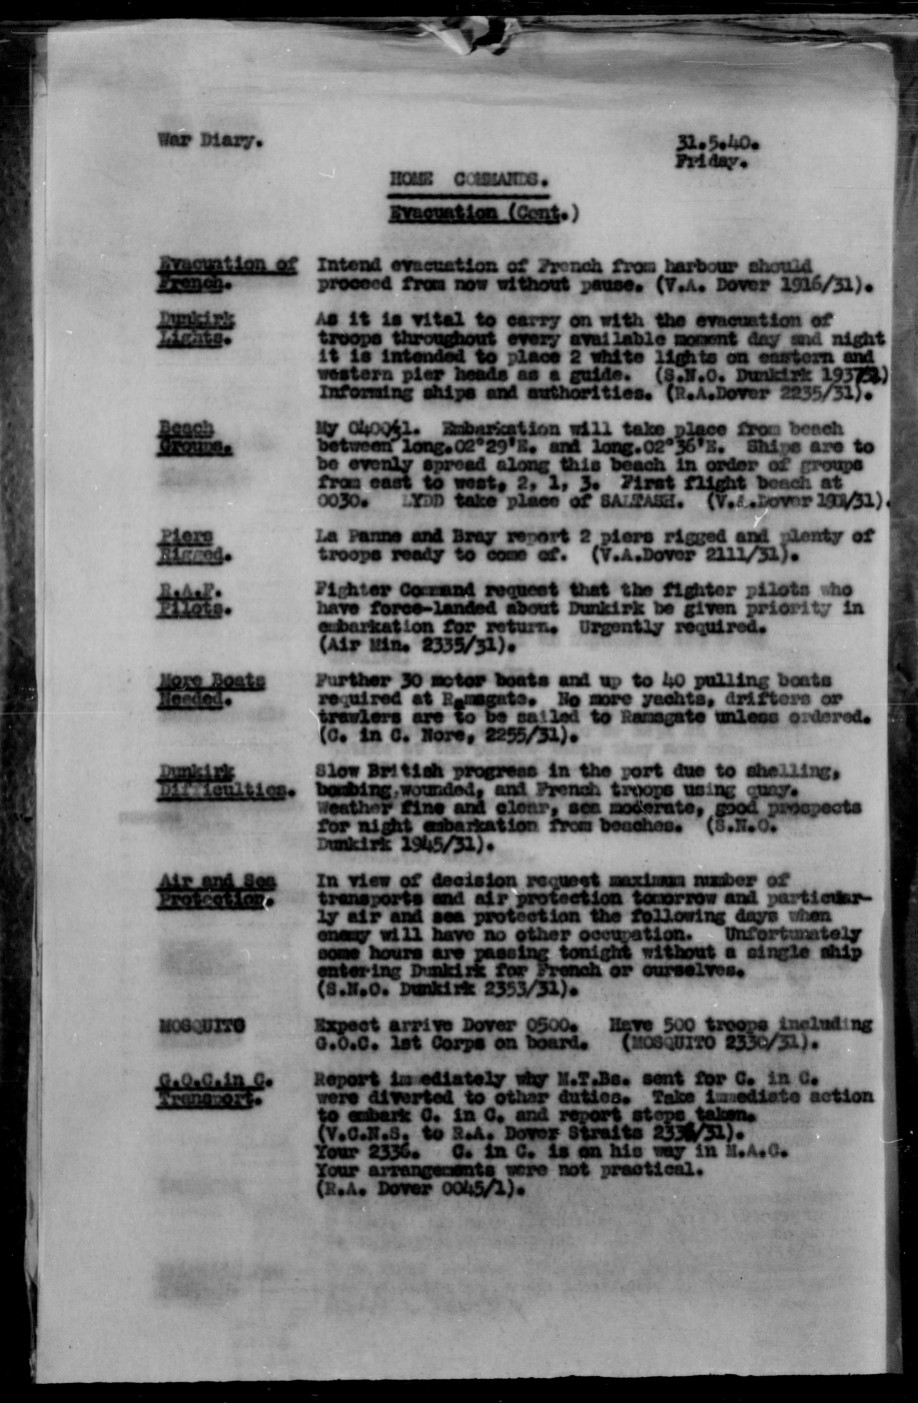 War Diary.
31.5.40.
Friday.
HOME COMMANDS.
Evacuation (Cont.)
Evacuation of French.
Intend evacuation of French from harbour should
proceed from now without pause. (V.A. Dover 1916/31).
Dunkirk Lights.
As it is vital to carry on with the evacuation of
troops throughout every available moment day and night
it is intended to place 2 white lights on eastern and
western pier heads as a guide. (S.N.O. Dunkirk
Informing ships and authorities. (R.A.Dover 2235/31).
Beach Groups.
My Embarkation will take place from beach
between long.02°29'E. and long.02°36'E. Ships are to
be evenly spread along this beach in order of groups
from east to west, 2, 1, 3. First flight beach at
0030. LYDD take place of SALTASH. (V.A.Dover
Piers Rigged.
La Panne and Bray report 2 piers rigged and plenty of
troops ready to come of. (V.A.Dover 2111/31).
R.A.F. Pilots.
Fighter Command request that the fighter pilots who
have force-landed about Dunkirk be given priority in
embarkation for return. Urgently required.
(Air Min. 2335/31).
More Boats Needed.
Further 30 motor boats and up to 40 pulling boats
required at Ramsgate. No more yachts, drifters or
trawlers are to be sailed to Ramsgate unless ordered.
(C. in C. Nore, 2255/31).
Dunkirk Difficulties.
Slow British progress in the port due to shelling,
bombing,wounded, and French troops using quay.
Weather fine and clear, sea moderate, good prospects
for night embarkation from beaches. (S.N.O.
Dunkirk 1945/31).
Air and Sea Protection.
In view of decision request maximum number of
transports and air protection tomorrow and particular-
ly air and sea protection the following days when
enemy will have no other occupation. Unfortunately
some hours are passing tonight without a single ship
entering Dunkirk for French or ourselves.
(S.N.O. Dunkirk 2353/31).
MOSQUITO
Expect arrive Dover 0500. Have 500 troops including
G.O.C. 1st Corps on board. (MOSQUITO 2330/31).
G.O.C.in C. Transport.
Report immediately why M.T.Bs. sent for C. in C.
were diverted to other duties. Take immediate action
to embark C. in C. and report steps taken.
(V.C.N.S. to R.A. Dover Straits 2336/31).
Your 2336. C. in C. is on his way in M.A.C.
Your arrangements were not practical.
(R.A. Dover 0045/1).